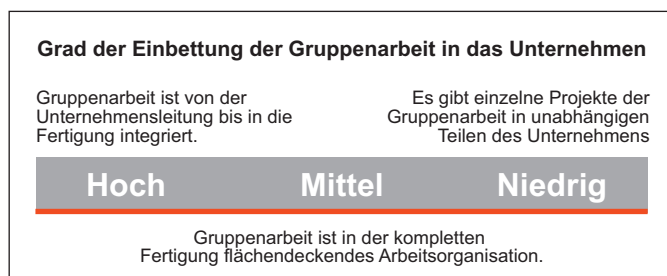 Grad der Einbettung der Gruppenarbeit in das Unternehmen
Gruppenarbeit ist von der
Unternehmensleitung bis in die
Fertigung integriert.
Es gibt einzelne Projekte der
Gruppenarbeit in unabhängigen
Teilen des Unternehmens
Hoch Mittel Niedrig
Gruppenarbeit ist in der kompletten
Fertigung flächendeckendes Arbeitsorganisation.